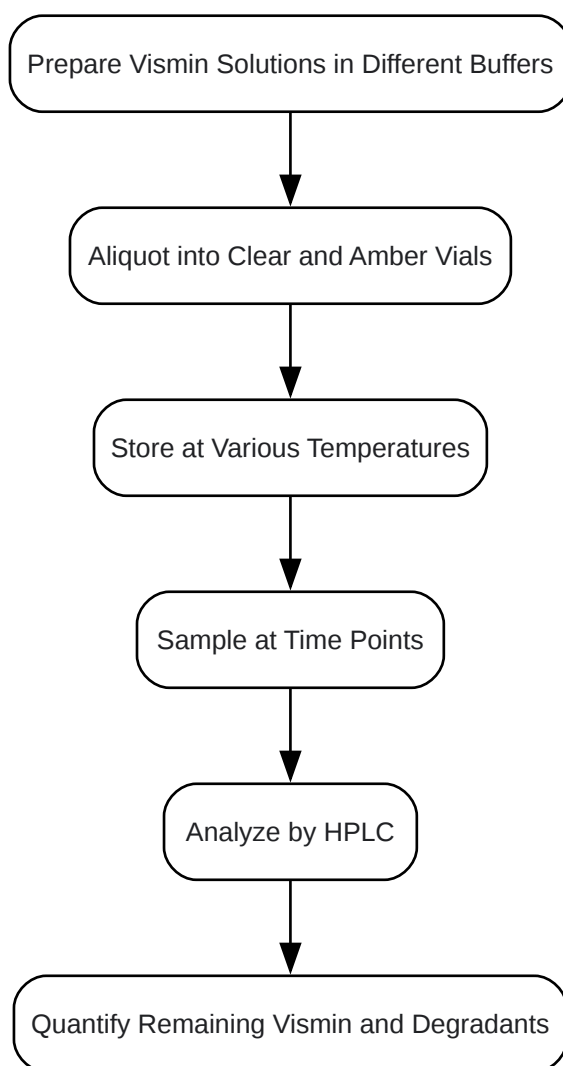 Prepare Vismin Solutions in Different Buffers
Aliquot into Clear and Amber Vials
Store at Various Temperatures
Sample at Time Points
Analyze by HPLC
Quantify Remaining Vismin and Degradants